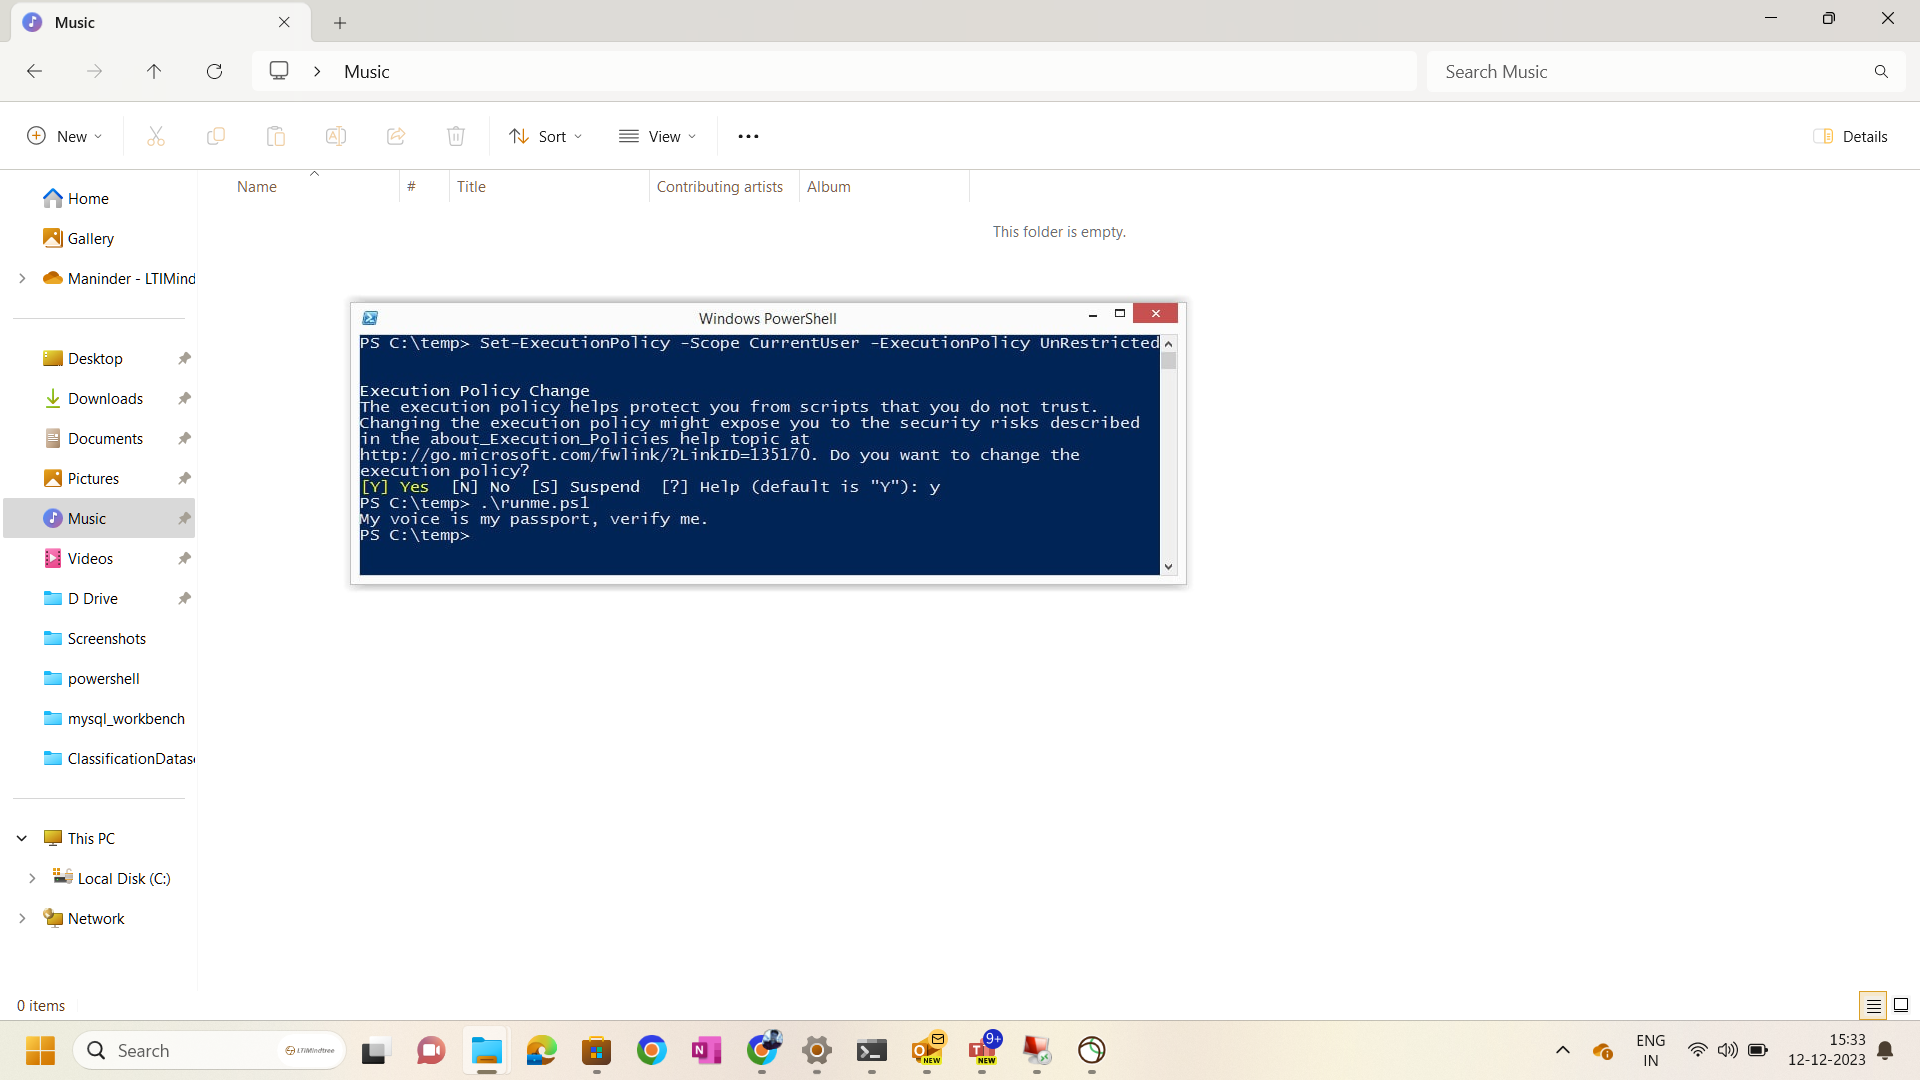 Music
Music
Search Music
New
Sort
View
Details
Name
#
Title
Contributing artists
Album
This folder is empty.
Home
Gallery
Maninder - LTIMind
Desktop
Downloads
Documents
Pictures
Music
Videos
D Drive
Screenshots
powershell
mysql_workbench
ClassificationDatas
This PC
Local Disk (C:)
Network
Windows PowerShell
PS C:\temp> Set-ExecutionPolicy -Scope CurrentUser -ExecutionPolicy UnRestricted
Execution Policy Change
The execution policy helps protect you from scripts that you do not trust.
Changing the execution policy might expose you to the security risks described
in the about_Execution_Policies help topic at
http://go.microsoft.com/fwlink/?LinkID=135170. Do you want to change the
execution policy?
[Y] Yes  [N] No  [S] Suspend  [?] Help (default is "Y"): y
PS C:\temp> .\runme.ps1
My voice is my passport, verify me.
PS C:\temp>
0 items
Search
LTIMindtree
N
NEW
9+
NEW
ENG
IN
15:33
12-12-2023